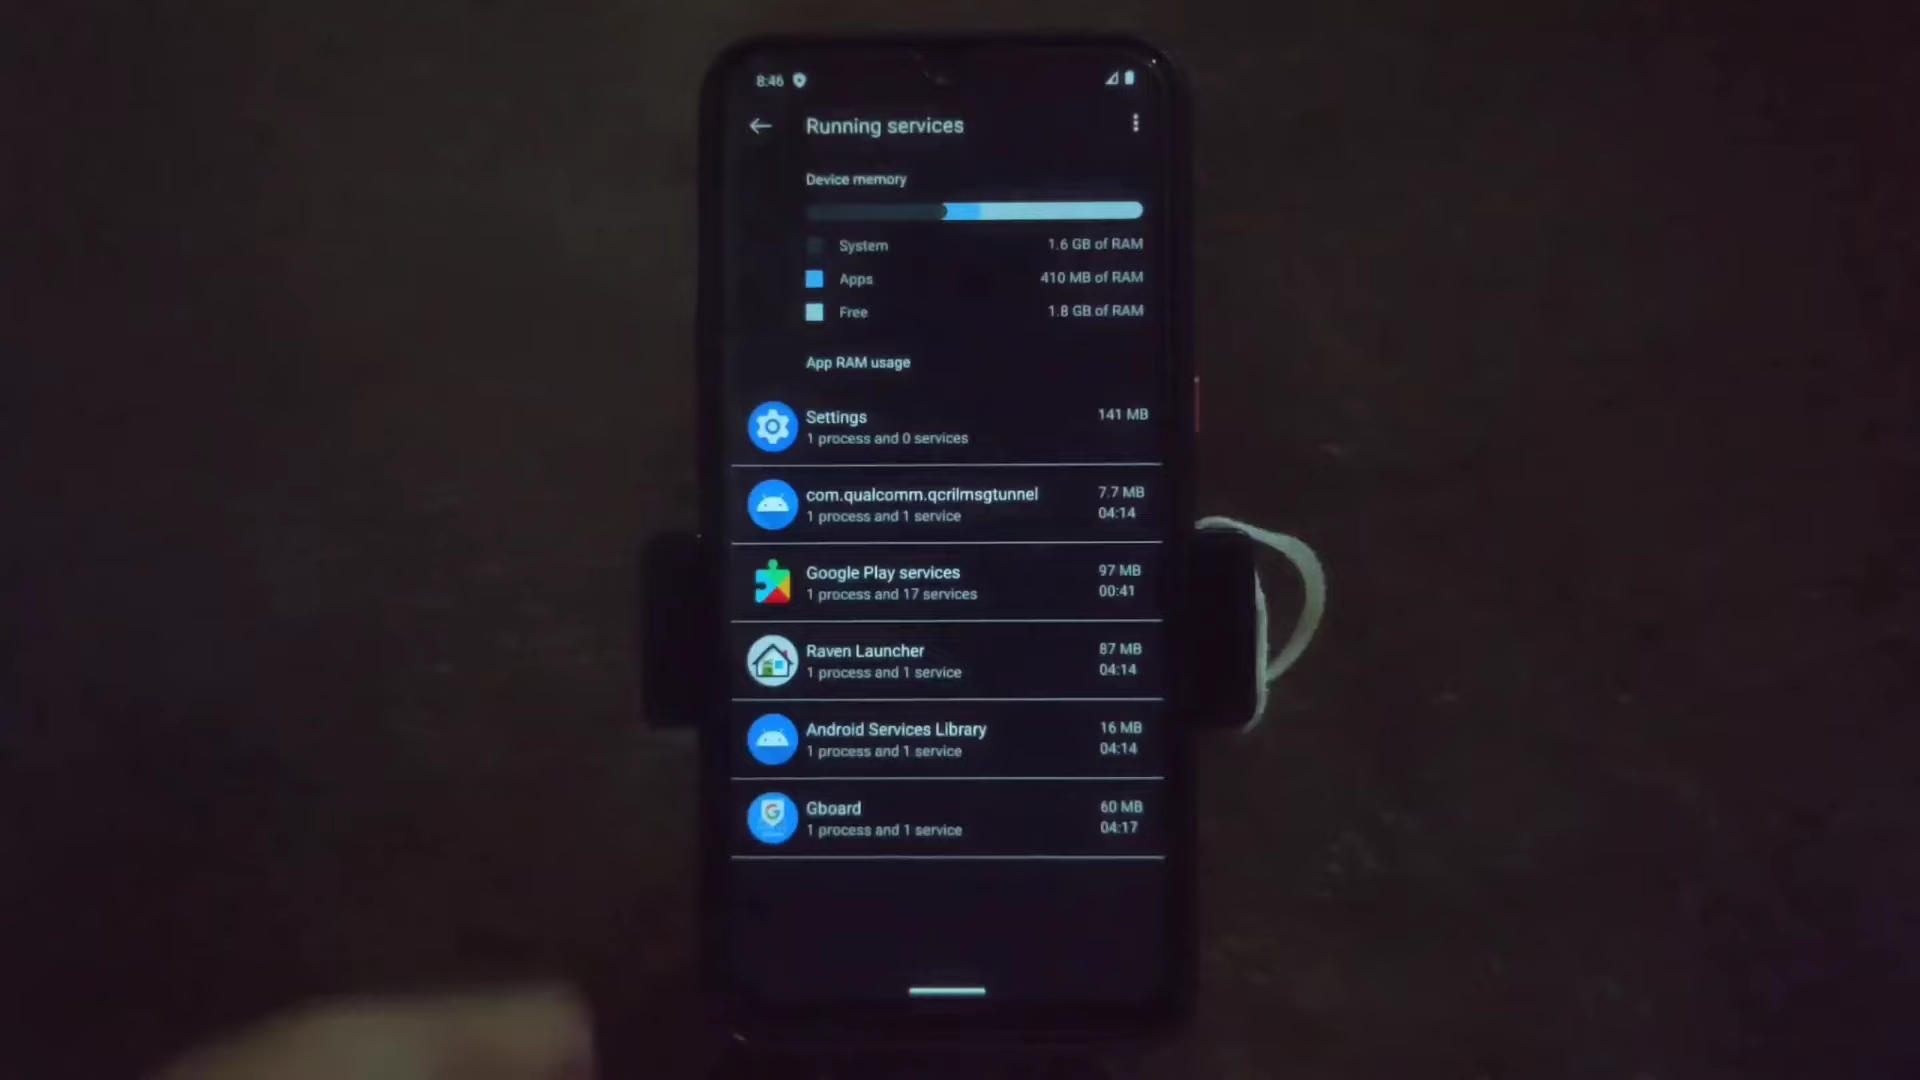 8:46
Running services
Device memory
System 1.6 GB of RAM
Apps 410 MB of RAM
Free 1.8 GB of RAM
App RAM usage
Settings 141 MB
1 process and 0 services
com.qualcomm.qcrilmsgtunnel 7.7 MB
1 process and 1 service 04:14
Google Play services 97 MB
1 process and 17 services 00:41
Raven Launcher 87 MB
1 process and 1 service 04:14
Android Services Library 16 MB
1 process and 1 service 04:14
Gboard 60 MB
1 process and 1 service 04:17